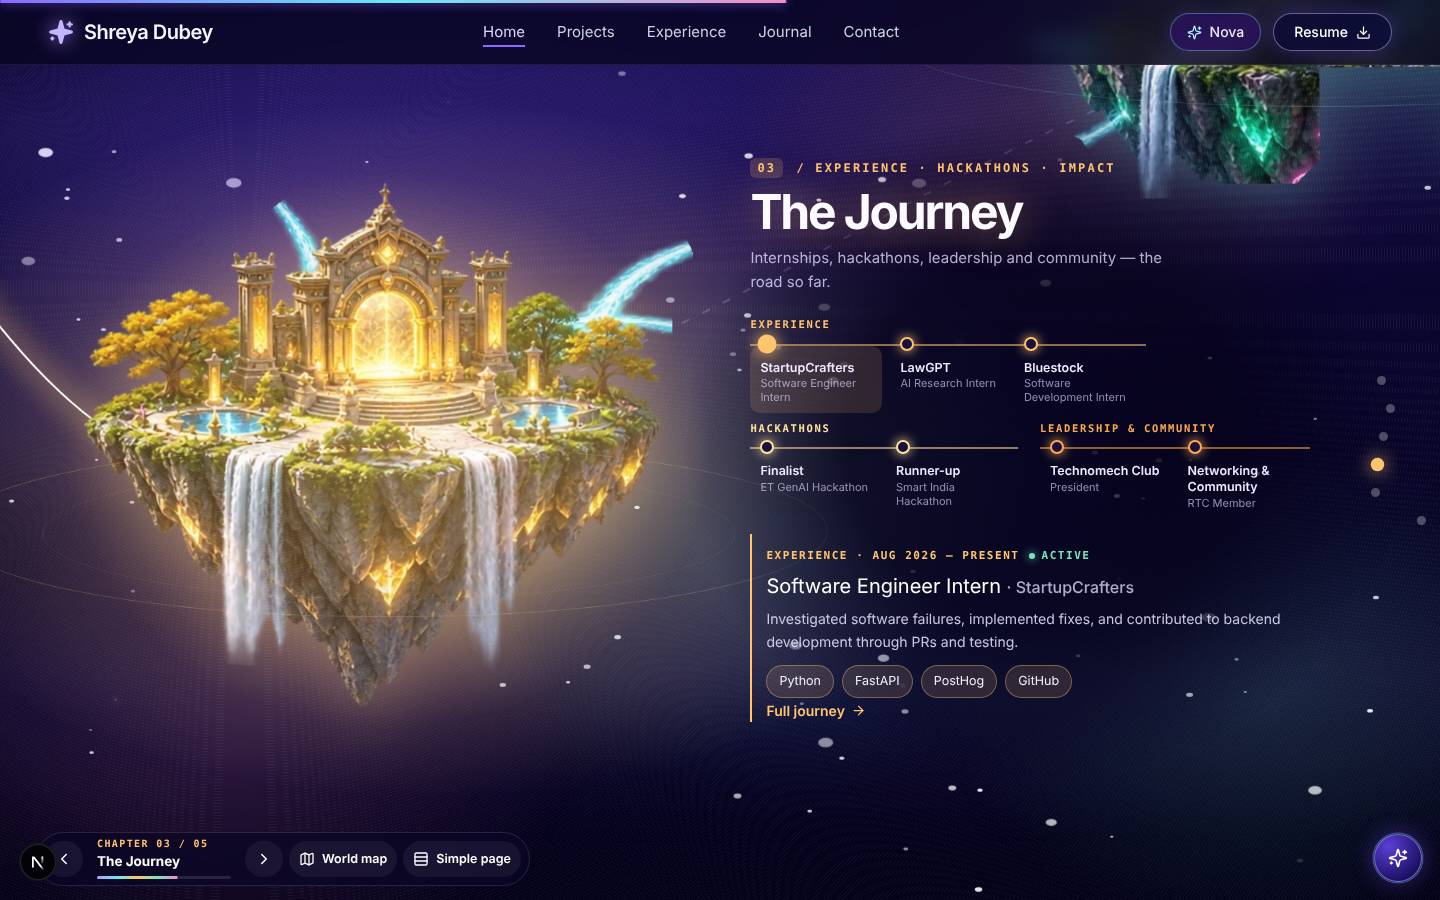 Shreya Dubey
Home
Projects
Experience
Journal
Contact
Nova
Resume
03 / EXPERIENCE · HACKATHONS · IMPACT
The Journey
Internships, hackathons, leadership and community — the
road so far.
EXPERIENCE
StartupCrafters
Software Engineer
Intern
LawGPT
AI Research Intern
Bluestock
Software
Development Intern
HACKATHONS
Finalist
ET GenAI Hackathon
Runner-up
Smart India
Hackathon
LEADERSHIP & COMMUNITY
Technomech Club
President
Networking &
Community
RTC Member
EXPERIENCE · AUG 2026 — PRESENT ACTIVE
Software Engineer Intern · StartupCrafters
Investigated software failures, implemented fixes, and contributed to backend
development through PRs and testing.
Python
FastAPI
PostHog
GitHub
Full journey →
N
CHAPTER 03 / 05
The Journey
World map
Simple page